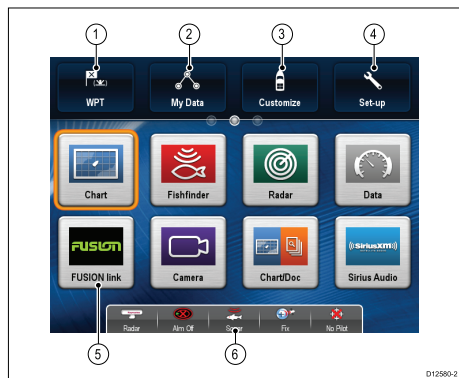 1 2 3 4
WPT My Data Customize Set-up
Chart Fishfinder Radar Data
FUSION ((SiriusXM))
FUSION link Camera Chart/Doc Sirius Audio
Radar Alm Off Sonar Fix No Pilot
5 6
D12580-2